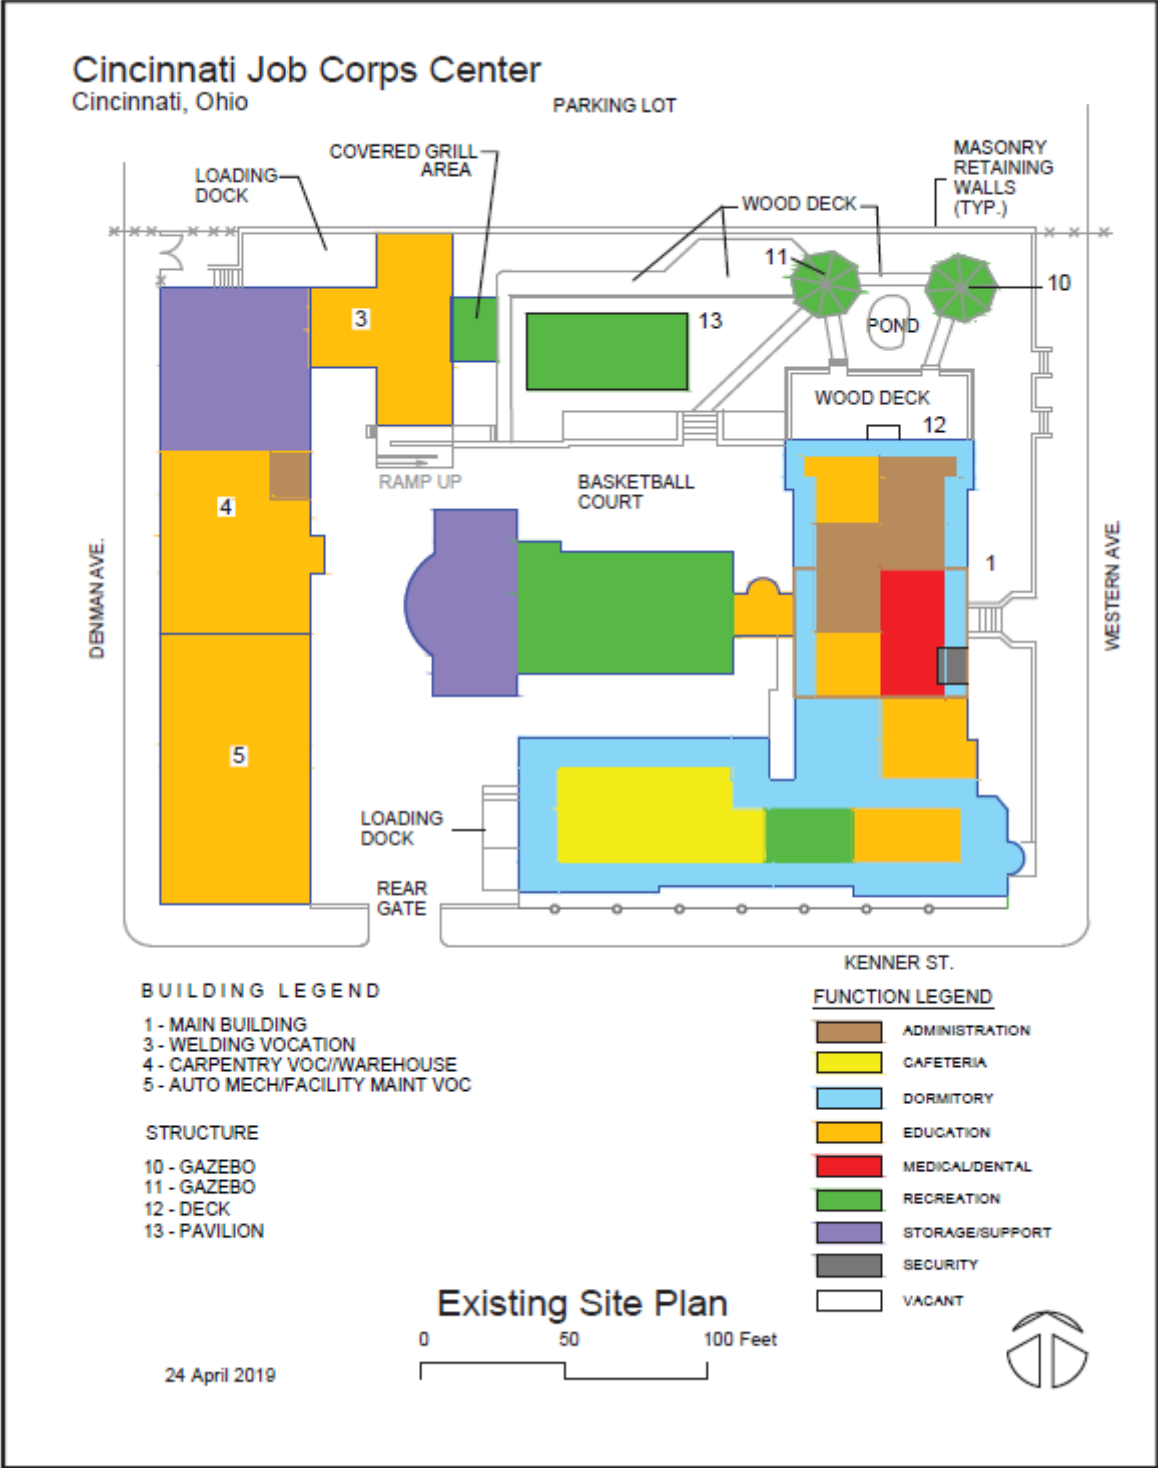 Cincinnati Job Corps Center
Cincinnati, Ohio
PARKING LOT
COVERED GRILL
AREA
LOADING
DOCK
MASONRY
RETAINING
WALLS
(TYP.)
WOOD DECK
11
10
3
13
POND
WOOD DECK
12
RAMP UP
BASKETBALL
COURT
4
1
DENMAN AVE.
WESTERN AVE.
5
LOADING
DOCK
REAR
GATE
KENNER ST.
BUILDING LEGEND
1 - MAIN BUILDING
3 - WELDING VOCATION
4 - CARPENTRY VOC//WAREHOUSE
5 - AUTO MECH/FACILITY MAINT VOC
STRUCTURE
10 - GAZEBO
11 - GAZEBO
12 - DECK
13 - PAVILION
FUNCTION LEGEND
ADMINISTRATION
CAFETERIA
DORMITORY
EDUCATION
MEDICAL/DENTAL
RECREATION
STORAGE/SUPPORT
SECURITY
VACANT
Existing Site Plan
0 50 100 Feet
24 April 2019